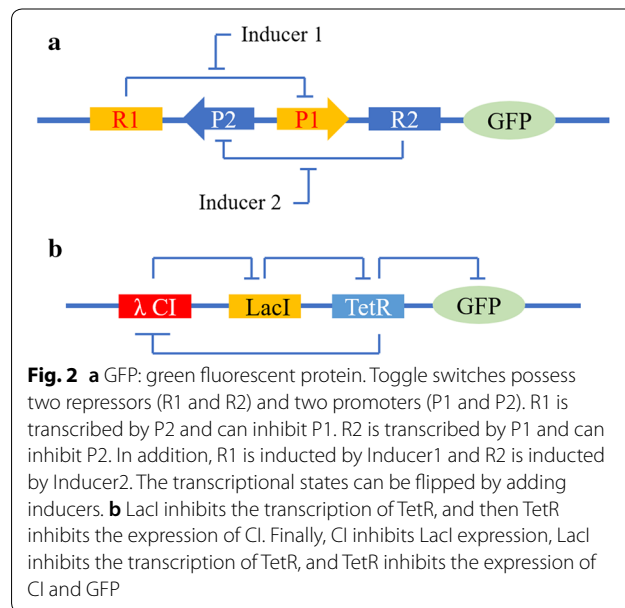 a
Inducer 1
R1
P2
P1
R2
GFP
Inducer 2
b
λ CI
LacI
TetR
GFP
Fig. 2 a GFP: green fluorescent protein. Toggle switches possess
two repressors (R1 and R2) and two promoters (P1 and P2). R1 is
transcribed by P2 and can inhibit P1. R2 is transcribed by P1 and can
inhibit P2. In addition, R1 is inducted by Inducer1 and R2 is inducted
by Inducer2. The transcriptional states can be flipped by adding
inducers. b LacI inhibits the transcription of TetR, and then TetR
inhibits the expression of CI. Finally, CI inhibits LacI expression, LacI
inhibits the transcription of TetR, and TetR inhibits the expression of
CI and GFP